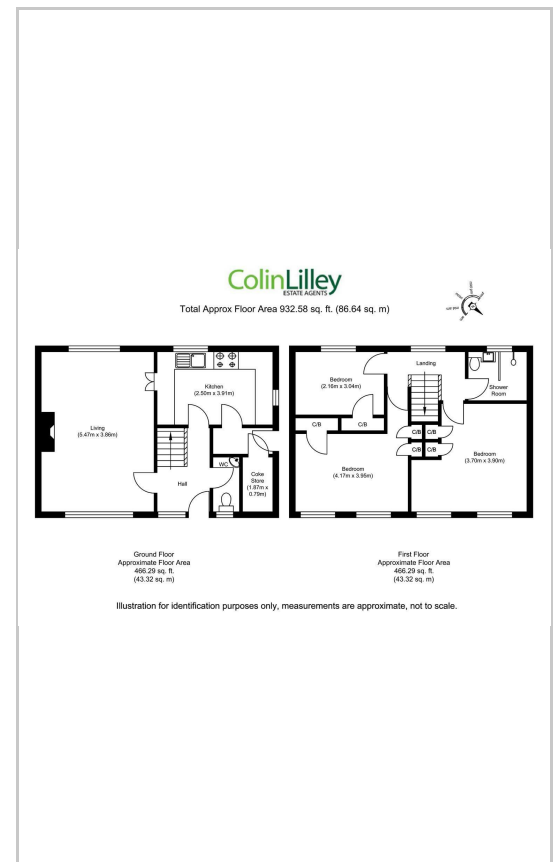 ColinLilley
ESTATE AGENTS
Total Approx Floor Area 932.58 sq. ft. (86.64 sq. m)
Kitchen
(2.50m x 3.91m)
Living
(5.47m x 3.86m)
Hall
WC
Coke
Store
(1.87m x
0.79m)
Landing
Bedroom
(2.16m x 3.04m)
Shower
Room
C/B
C/B
C/B
C/B
C/B
C/B
Bedroom
(4.17m x 3.95m)
Bedroom
(3.70m x 3.90m)
Ground Floor
Approximate Floor Area
466.29 sq. ft.
(43.32 sq. m)
First Floor
Approximate Floor Area
466.29 sq. ft.
(43.32 sq. m)
Illustration for identification purposes only, measurements are approximate, not to scale.